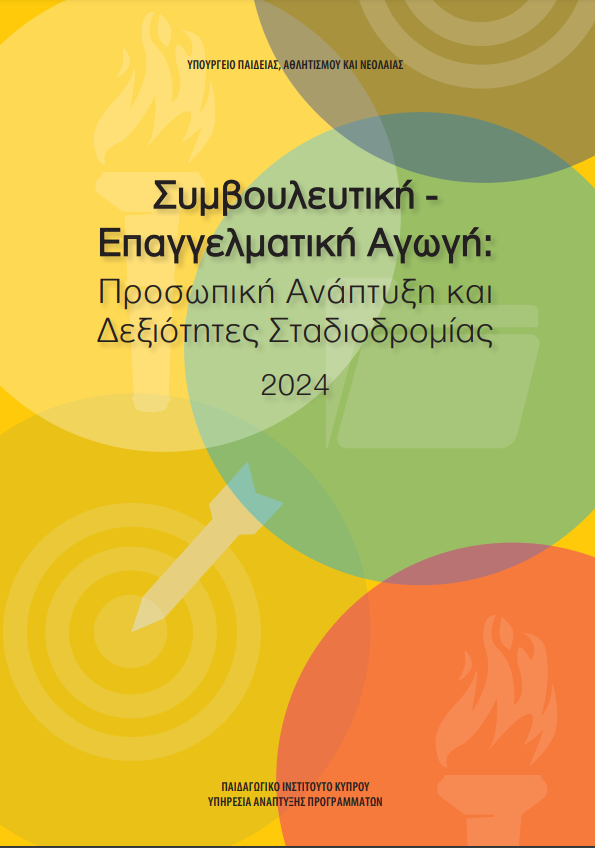 ΥΠΟΥΡΓΕΙΟ ΠΑΙΔΕΙΑΣ, ΑΘΛΗΤΙΣΜΟΥ ΚΑΙ ΝΕΟΛΑΙΑΣ
Συμβουλευτική -
Επαγγελματική Αγωγή:
Προσωπική Ανάπτυξη και
Δεξιότητες Σταδιοδρομίας
2024
ΠΑΙΔΑΓΩΓΙΚΟ ΙΝΣΤΙΤΟΥΤΟ ΚΥΠΡΟΥ
ΥΠΗΡΕΣΙΑ ΑΝΑΠΤΥΞΗΣ ΠΡΟΓΡΑΜΜΑΤΩΝ